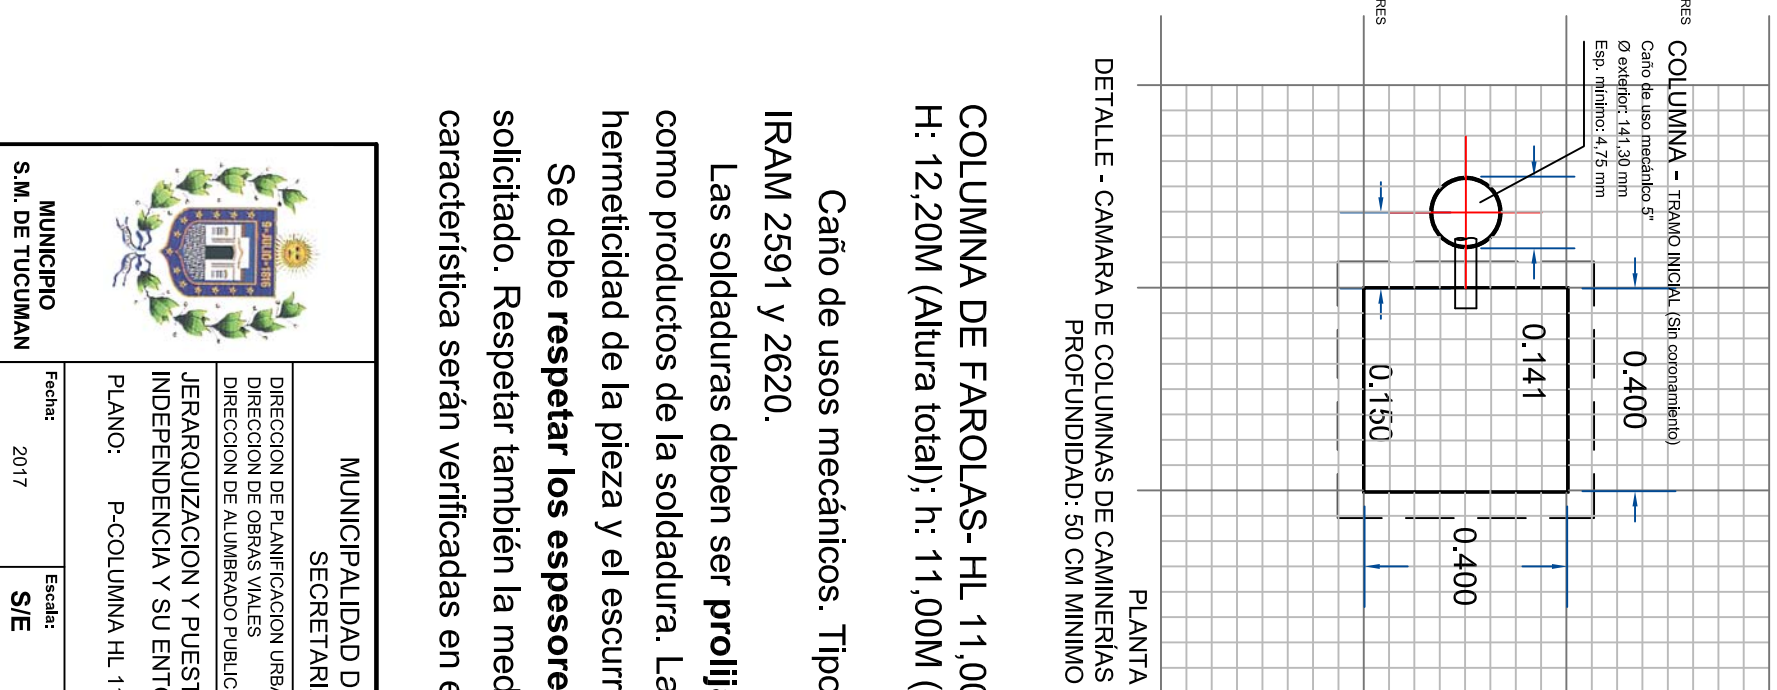 RES
RES
COLUMNA - TRAMO INICIAL (Sin coronamiento)
Caño de uso mecánico 5"
Ø exterior: 141,30 mm
Esp. mínimo: 4,75 mm
0.400
0.141
0.400
0.150
PLANTA
DETALLE - CAMARA DE COLUMNAS DE CAMINERÍAS
PROFUNDIDAD: 50 CM MINIMO
COLUMNA DE FAROLAS- HL 11,00
H: 12,20M (Altura total); h: 11,00M (
Caño de usos mecánicos. Tipo
IRAM 2591 y 2620.
Las soldaduras deben ser prolij
como productos de la soldadura. La
hermeticidad de la pieza y el escurr
Se debe respetar los espesore
solicitado. Respetar también la med
característica serán verificadas en e
9-JULIO-1816
MUNICIPIO
S.M. DE TUCUMAN
MUNICIPALIDAD D
SECRETARI
DIRECCION DE PLANIFICACION URBA
DIRECCION DE OBRAS VIALES
DIRECCION DE ALUMBRADO PUBLIC
JERARQUIZACION Y PUEST
INDEPENDENCIA Y SU ENTO
PLANO: P-COLUMNA HL 1
Fecha: 2017
Escala: S/E